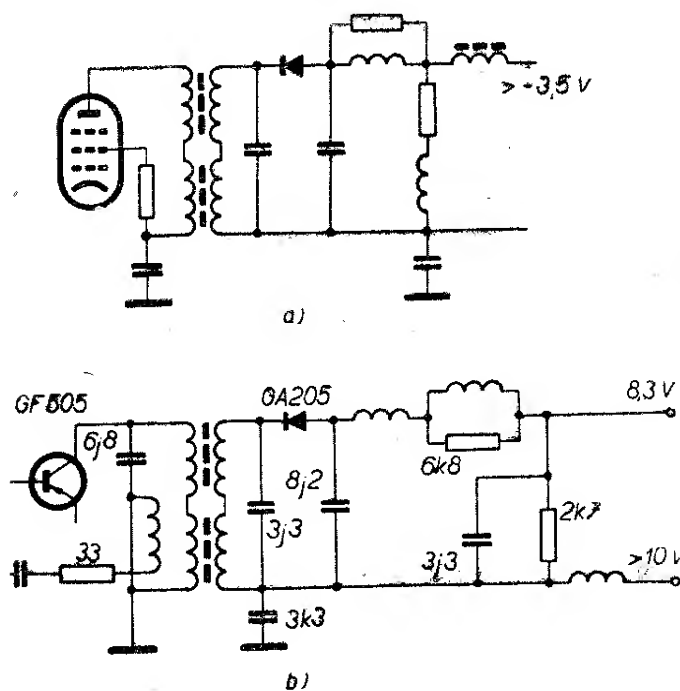 > -3,5 V
a)
GF505
6j8
33
0A205
3j3
8j2
3k3
6k8
8,3 V
3j3
2k7
>10 V
b)